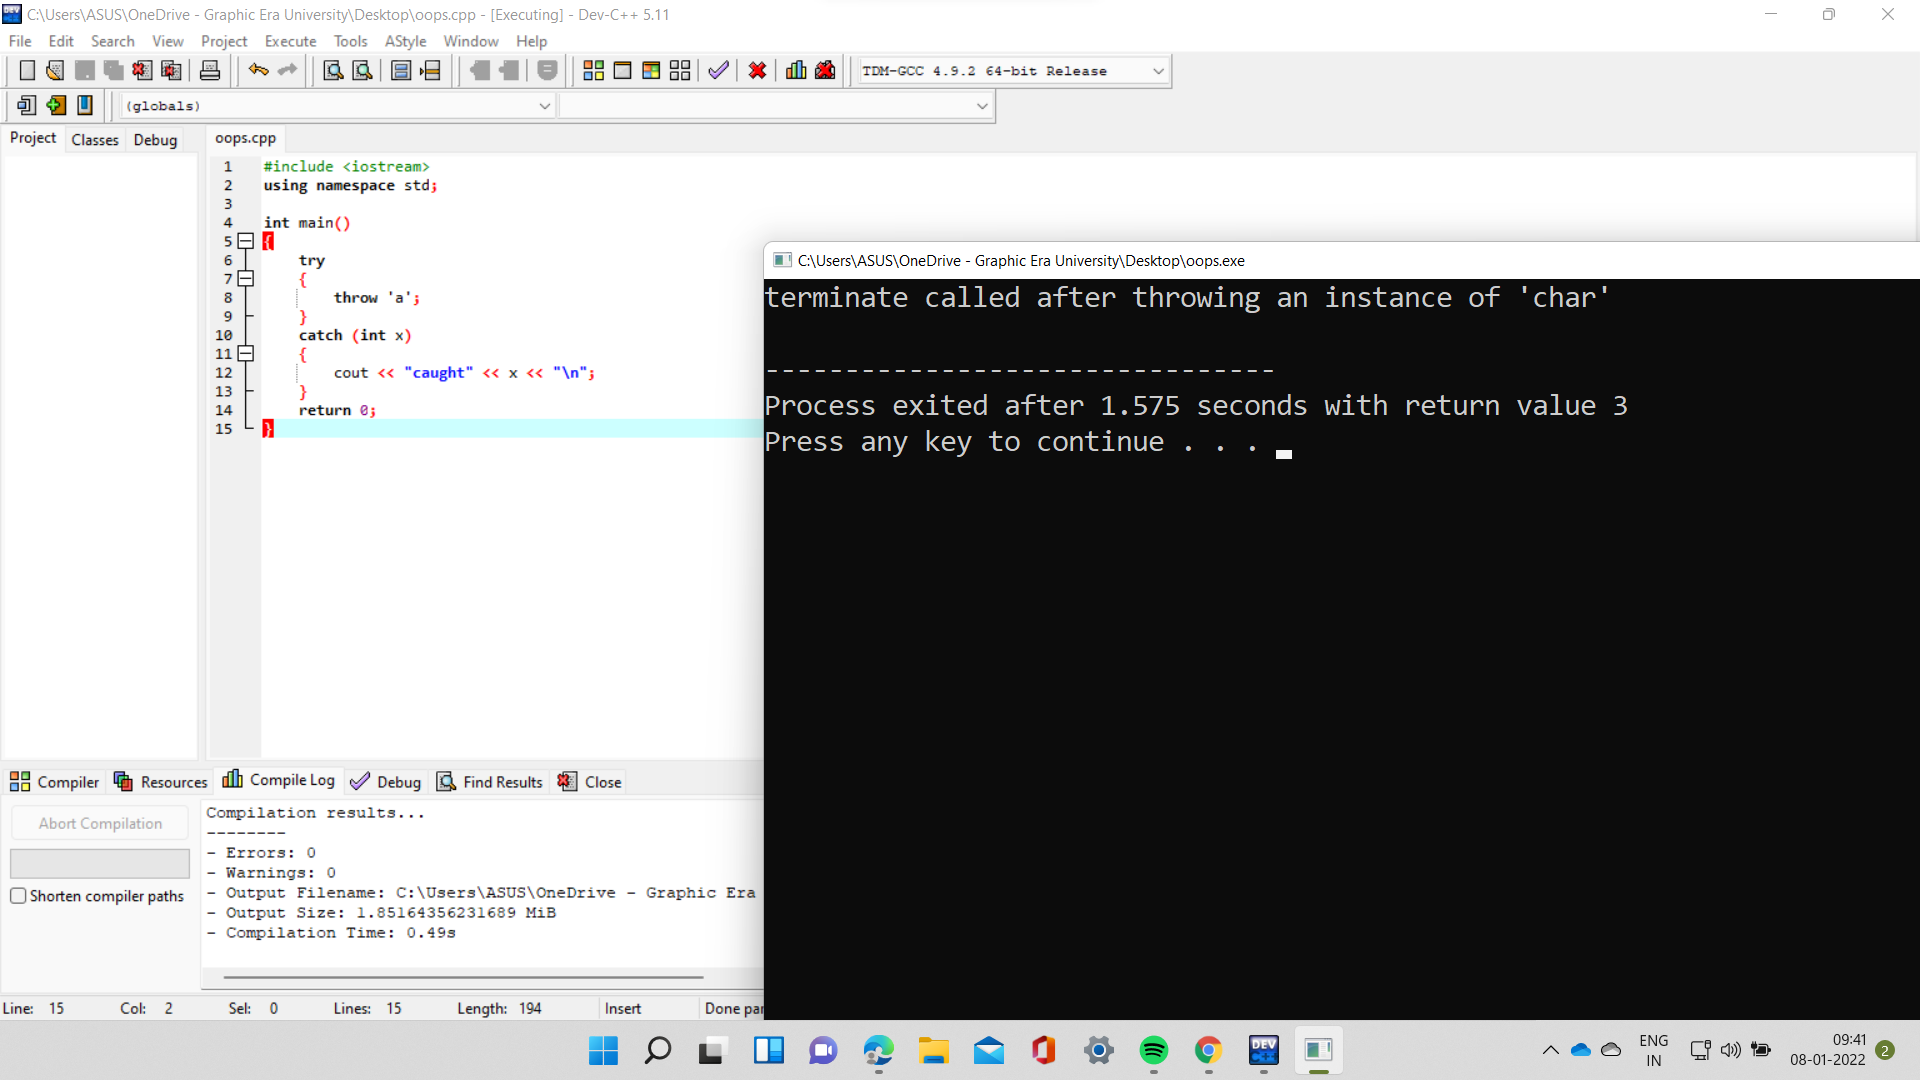 C:\Users\ASUS\OneDrive - Graphic Era University\Desktop\oops.cpp - [Executing] - Dev-C++ 5.11
File Edit Search View Project Execute Tools AStyle Window Help
TDM-GCC 4.9.2 64-bit Release
(globals)
Project Classes Debug oops.cpp
1 #include <iostream>
2 using namespace std;
3
4 int main()
5 {
6 try
7 {
8 throw 'a';
9 }
10 catch (int x)
11 {
12 cout << "caught" << x << "\n";
13 }
14 return 0;
15 }
C:\Users\ASUS\OneDrive - Graphic Era University\Desktop\oops.exe
terminate called after throwing an instance of 'char'
--------------------------------
Process exited after 1.575 seconds with return value 3
Press any key to continue . . .
Compiler Resources Compile Log Debug Find Results Close
Abort Compilation
Shorten compiler paths
Compilation results...
--------
- Errors: 0
- Warnings: 0
- Output Filename: C:\Users\ASUS\OneDrive - Graphic Era
- Output Size: 1.85164356231689 MiB
- Compilation Time: 0.49s
Line: 15 Col: 2 Sel: 0 Lines: 15 Length: 194 Insert Done par
DEV C++
ENG
IN
09:41
08-01-2022
2